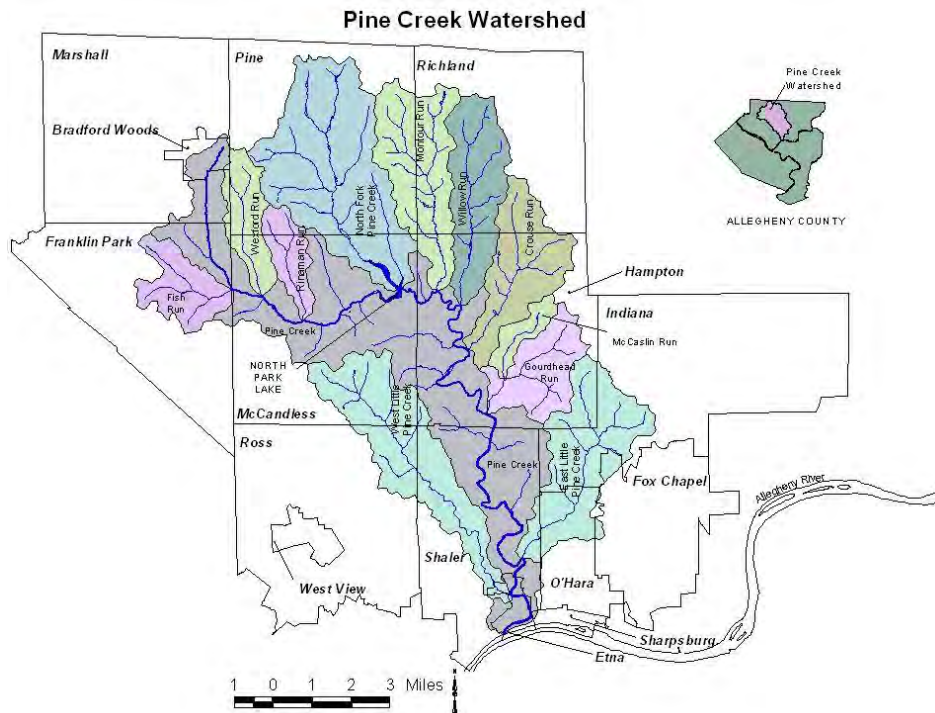 Pine Creek Watershed
Marshall
Pine
Richland
Pine Creek
Watershed
ALLEGHENY COUNTY
Bradford Woods
Montour Run
Willow Run
Wexford Run
North Fork
Pine Creek
Crouse Run
Rinaman Run
Franklin Park
Hampton
Fish
Run
Indiana
Pine Creek
McCaslin Run
NORTH
PARK
LAKE
Gourdhead
Run
West Little
Pine Creek
McCandless
Ross
Pine Creek
East Little
Pine Creek
Fox Chapel
Allegheny River
Shaler
O'Hara
West View
Sharpsburg
Etna
1 0 1 2 3 Miles